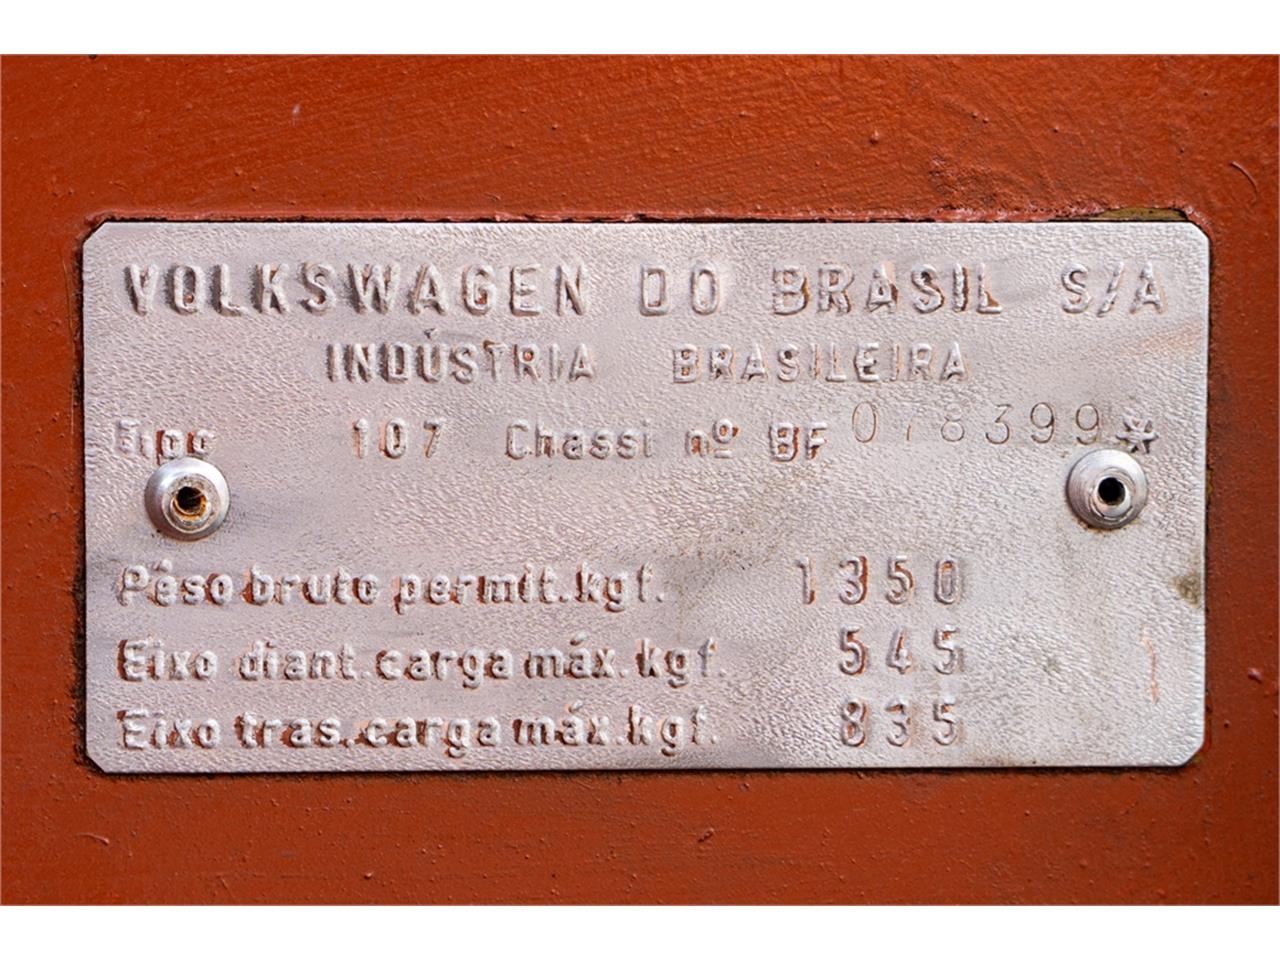 VOLKSWAGEN DO BRASIL S/A
INDÚSTRIA BRASILEIRA
Tipo 107 Chassi nº BF 078399*
Pêso bruto permit.kgf. 1350
Eixo diant.carga máx.kgf. 545
Eixo tras.carga máx.kgf. 835